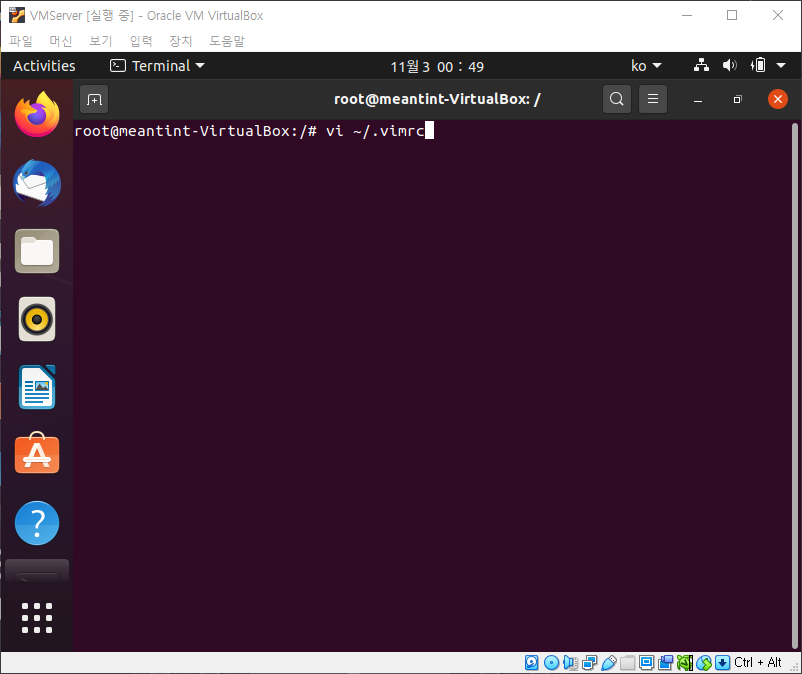 VMServer [실행 중] - Oracle VM VirtualBox
파일 머신 보기 입력 장치 도움말
Activities Terminal 11월 3 00 : 49 ko
root@meantint-VirtualBox: /
root@meantint-VirtualBox:/# vi ~/.vimrc
Ctrl + Alt